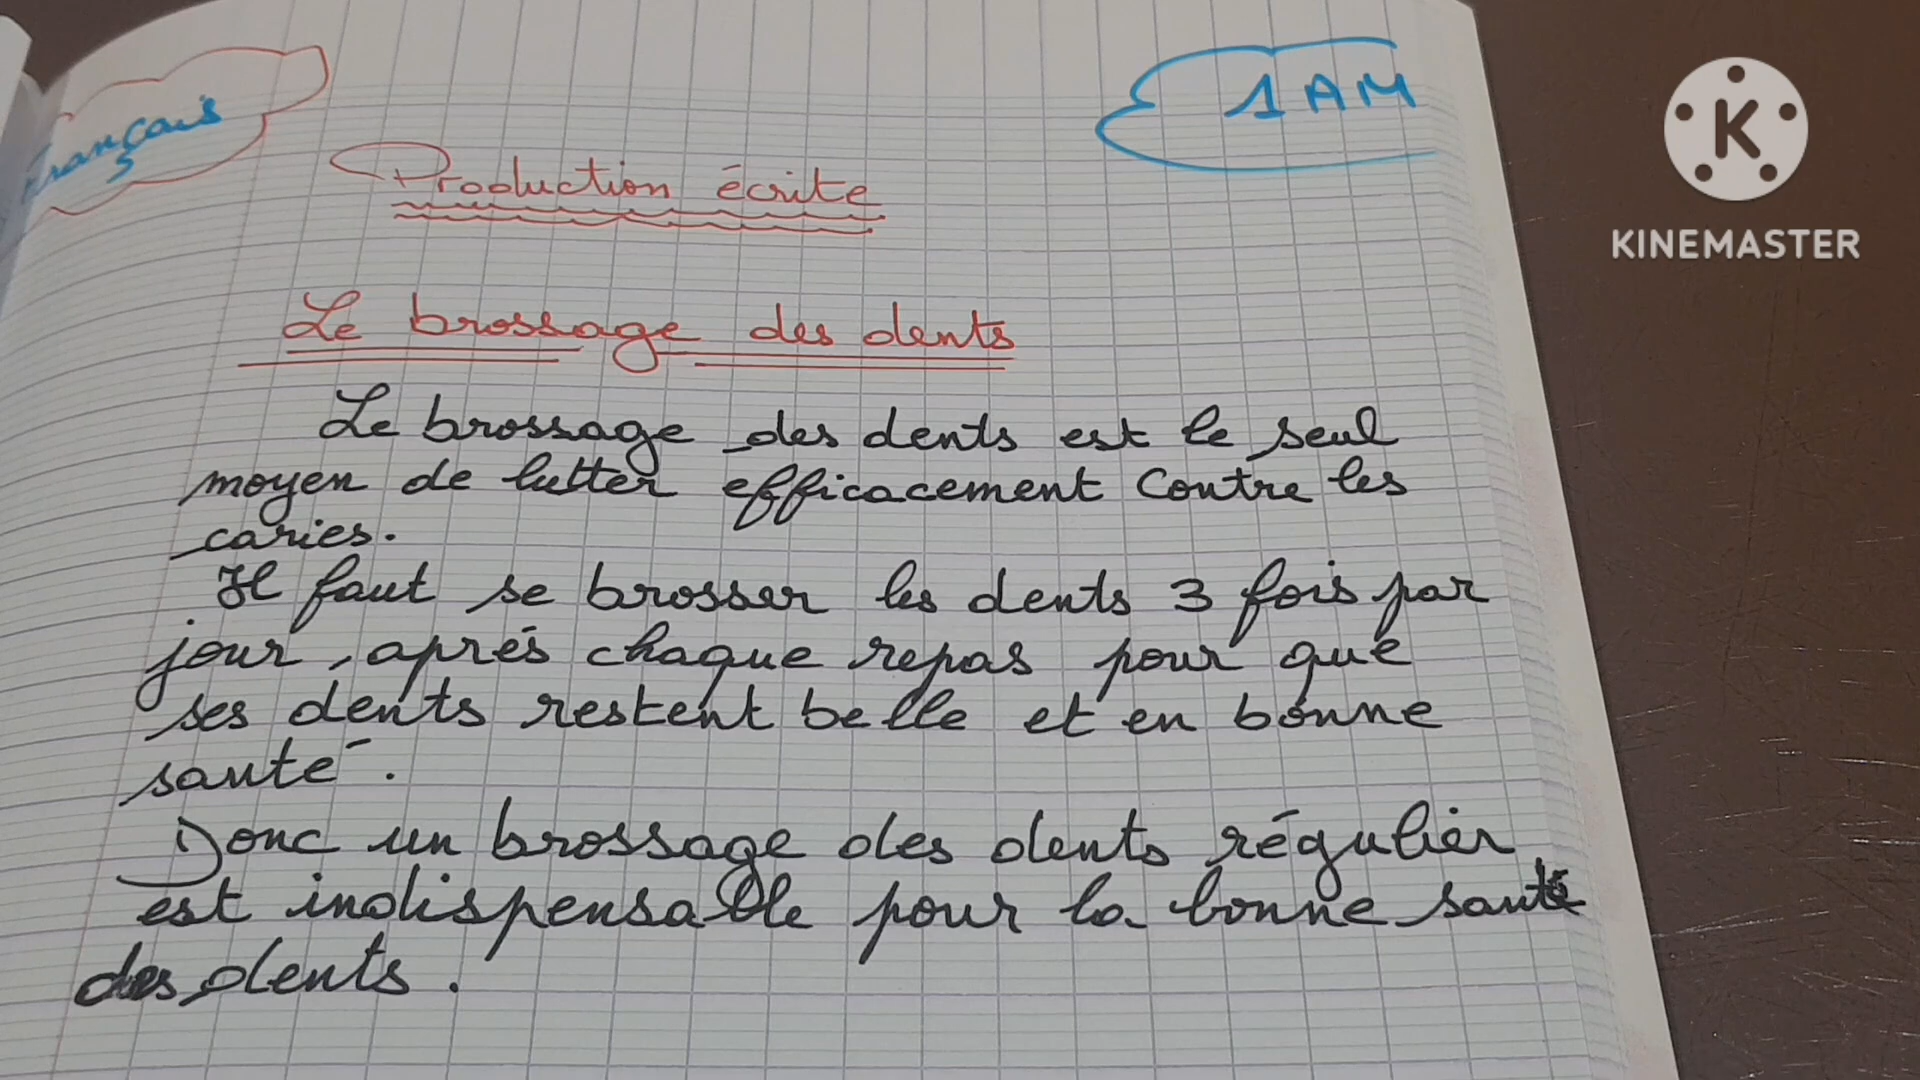 Français
1AM
Production écrite
Le brossage des dents
Le brossage des dents est le seul
moyen de lutter efficacement contre les
caries.
Il faut se brosser les dents 3 fois par
jour, aprés chaque repas pour que
ses dents restent belle et en bonne
santé.
Donc un brossage des dents régulier
est indispensable pour la bonne santé
des dents.
K
KINEMASTER